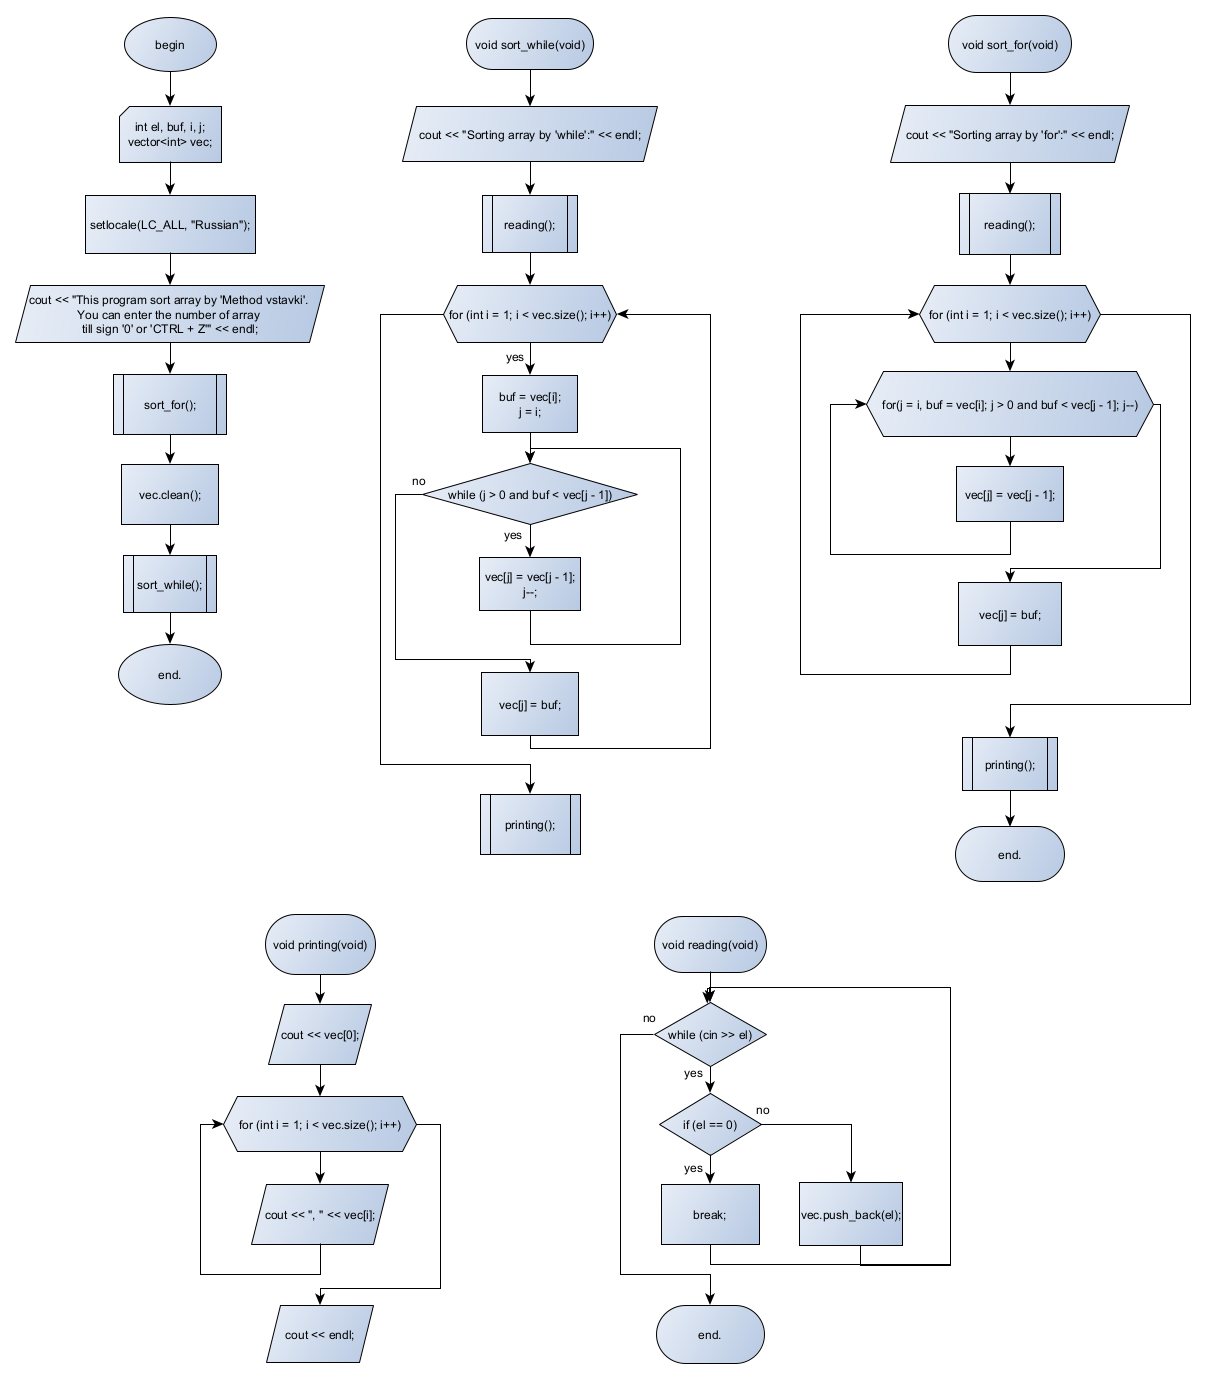 begin
int el, buf, i, j;
vector<int> vec;
setlocale(LC_ALL, "Russian");
cout << "This program sort array by 'Method vstavki'.
You can enter the number of array
till sign '0' or 'CTRL + Z'" << endl;
sort_for();
vec.clean();
sort_while();
end.
void sort_while(void)
cout << "Sorting array by 'while':" << endl;
reading();
for (int i = 1; i < vec.size(); i++)
yes
buf = vec[i];
j = i;
no
while (j > 0 and buf < vec[j - 1])
yes
vec[j] = vec[j - 1];
j--;
vec[j] = buf;
printing();
void sort_for(void)
cout << "Sorting array by 'for':" << endl;
reading();
for (int i = 1; i < vec.size(); i++)
for(j = i, buf = vec[i]; j > 0 and buf < vec[j - 1]; j--)
vec[j] = vec[j - 1];
vec[j] = buf;
printing();
end.
void printing(void)
cout << vec[0];
for (int i = 1; i < vec.size(); i++)
cout << ", " << vec[i];
cout << endl;
void reading(void)
no
while (cin >> el)
yes
no
if (el == 0)
yes
break;
vec.push_back(el);
end.